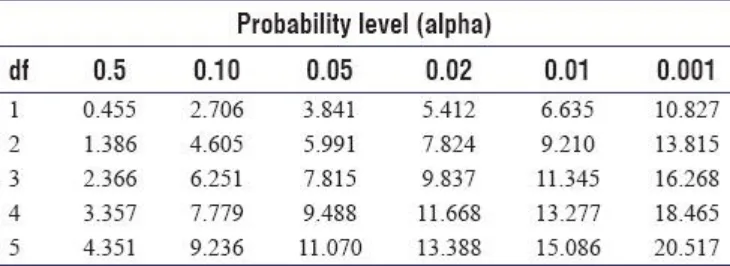 Probability level (alpha)
df 0.5 0.10 0.05 0.02 0.01 0.001
1 0.455 2.706 3.841 5.412 6.635 10.827
2 1.386 4.605 5.991 7.824 9.210 13.815
3 2.366 6.251 7.815 9.837 11.345 16.268
4 3.357 7.779 9.488 11.668 13.277 18.465
5 4.351 9.236 11.070 13.388 15.086 20.517